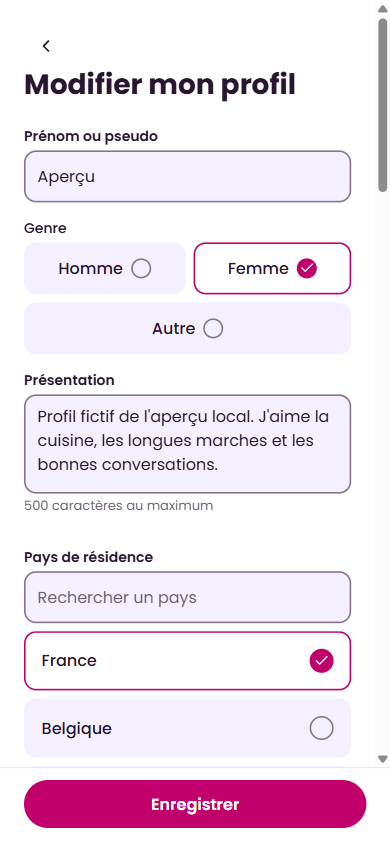 Modifier mon profil
Prénom ou pseudo
Aperçu
Genre
Homme
Femme
Autre
Présentation
Profil fictif de l'aperçu local. J'aime la
cuisine, les longues marches et les
bonnes conversations.
500 caractères au maximum
Pays de résidence
Rechercher un pays
France
Belgique
Enregistrer